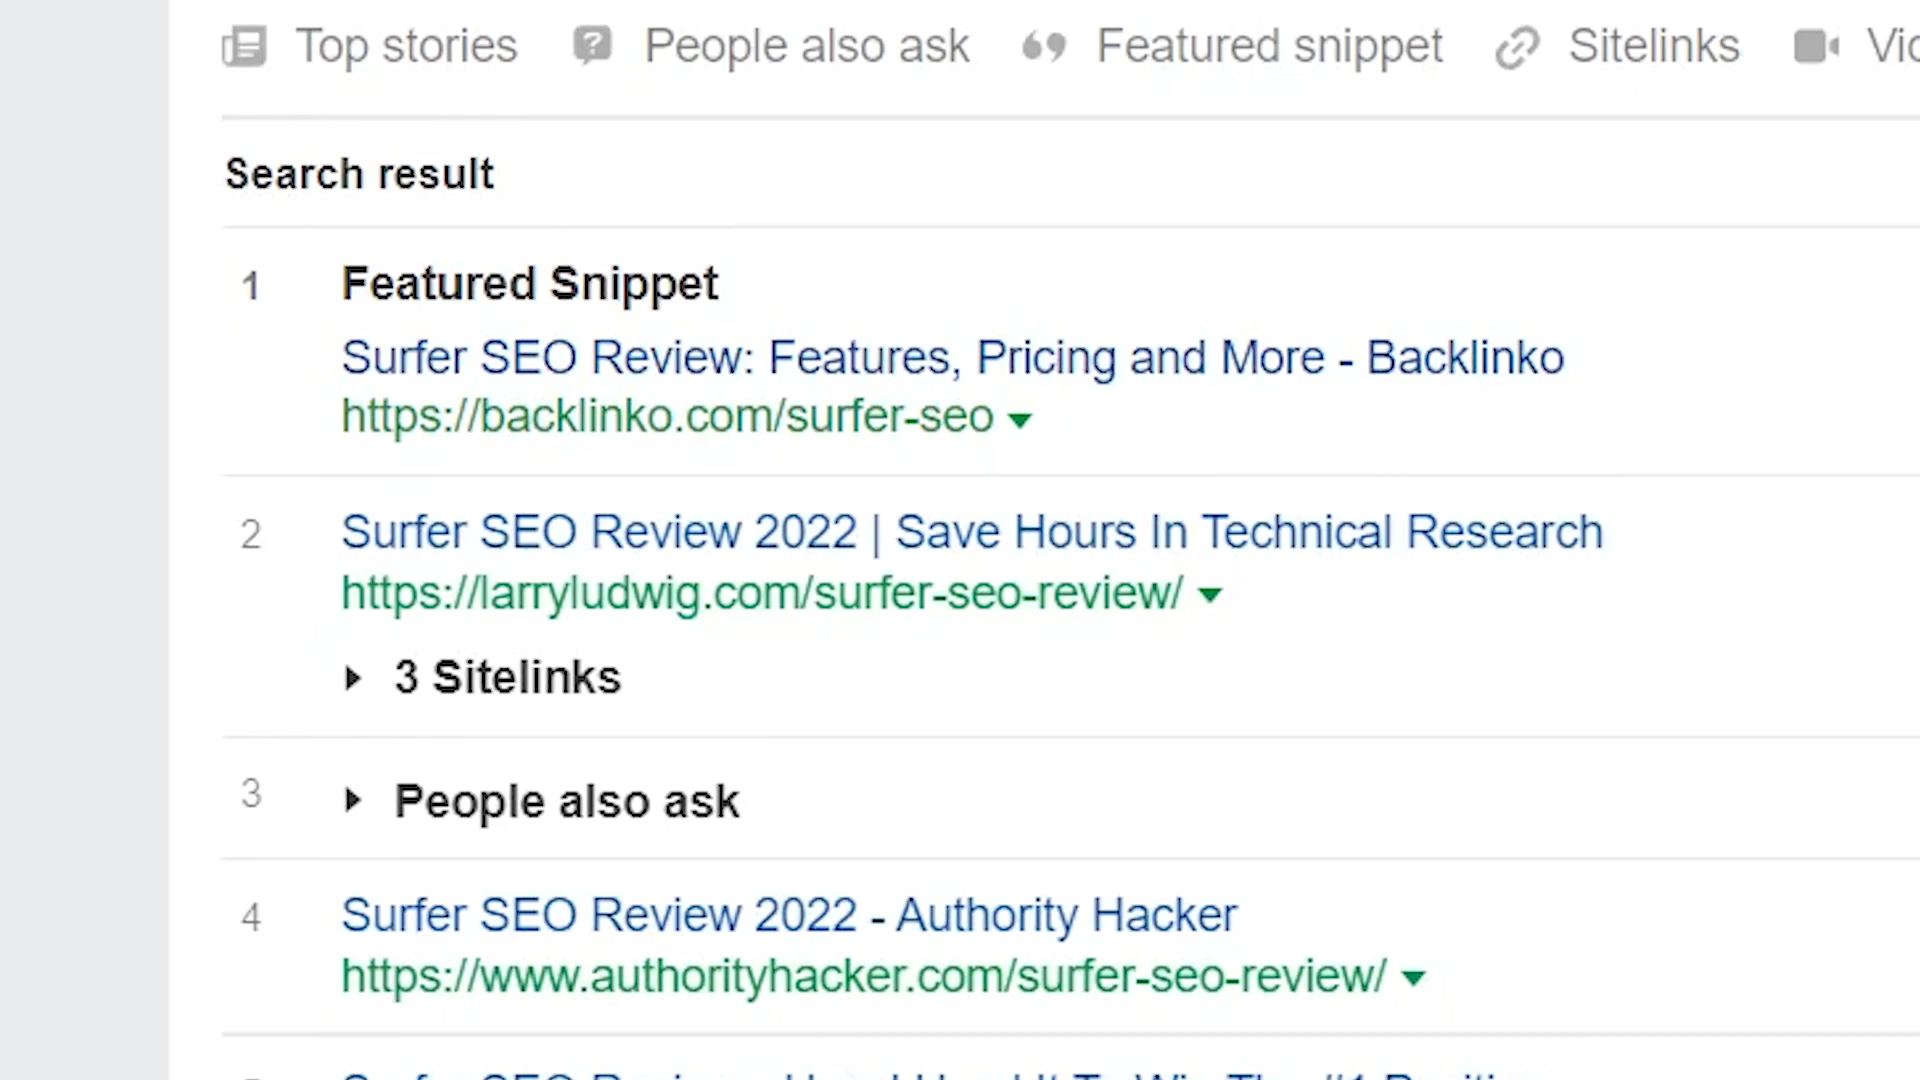 Top stories People also ask Featured snippet Sitelinks
Search result
1 Featured Snippet
Surfer SEO Review: Features, Pricing and More - Backlinko
https://backlinko.com/surfer-seo
2 Surfer SEO Review 2022 | Save Hours In Technical Research
https://larryludwig.com/surfer-seo-review/
3 Sitelinks
3 People also ask
4 Surfer SEO Review 2022 - Authority Hacker
https://www.authorityhacker.com/surfer-seo-review/